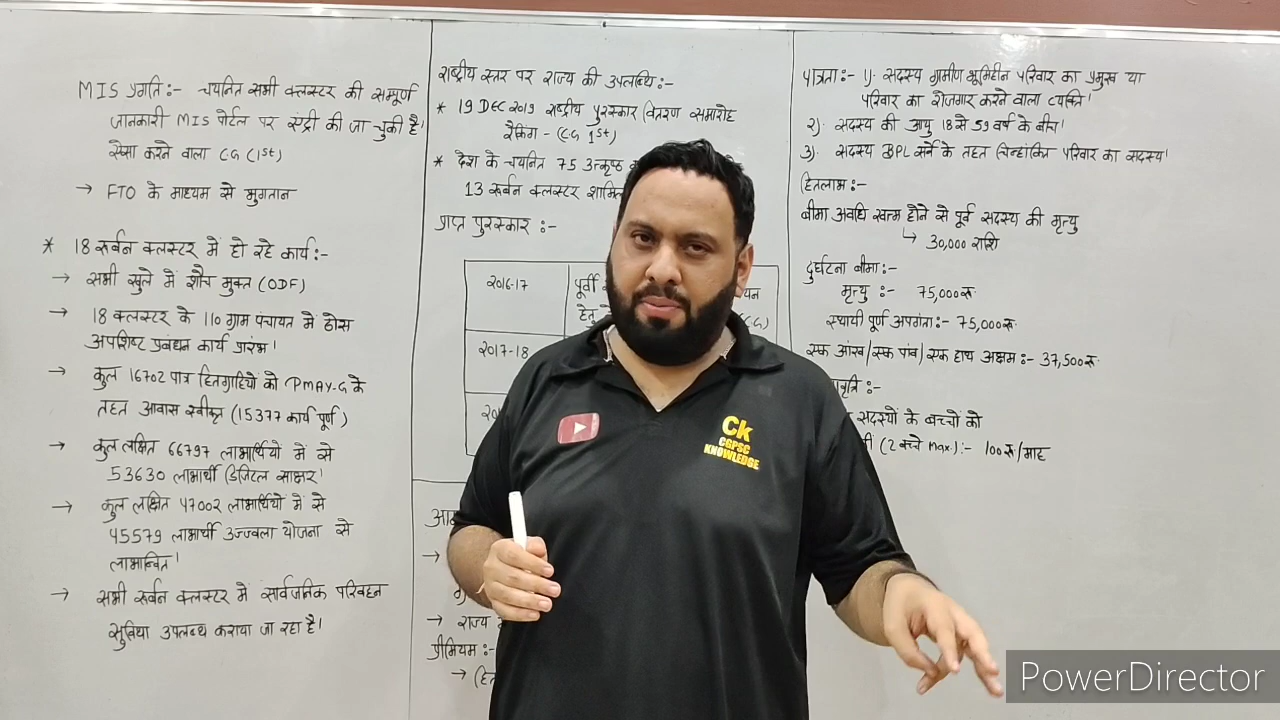 MIS प्रगति:- चयनित सभी क्लस्टर की सम्पूर्ण
जानकारी MIS पोर्टल पर एंट्री की जा चुकी है।
ऐसा करने वाला CG (1st)
→ FTO के माध्यम से भुगतान
* 18 रूर्बन क्लस्टर में हो रहे कार्य:-
→ सभी खुले में शौच मुक्त (ODF)
→ 18 क्लस्टर के 110 ग्राम पंचायत मे ठोस
अपशिष्ट प्रबंधन कार्य प्रारंभ।
→ कुल 16702 पात्र हितग्राहियों को PMAY-G के
तहत आवास स्वीकृत (15377 कार्य पूर्ण)
→ कुल लक्षित 66797 लाभार्थियों में से
53630 लाभार्थी डिजिटल साक्षर।
→ कुल लक्षित 47002 लाभार्थियों में से
45579 लाभार्थी उज्ज्वला योजना से
लाभान्वित।
→ सभी रूर्बन क्लस्टर में सार्वजनिक परिवहन
सुविधा उपलब्ध कराया जा रहा है।
राष्ट्रीय स्तर पर राज्य की उपलब्धि:-
* 19 DEC 2019 राष्ट्रीय पुरस्कार वितरण समारोह
रैंकिंग - (CG 1st)
* देश के चयनित 75 उत्कृष्ठ
13 रूर्बन क्लस्टर
प्राप्त पुरस्कार :-
2016-17
पूर्वी
हेतु
2017-18
→
→ राज्य
प्रीमियम:-
→
पात्रता:- 1). सदस्य ग्रामीण भूमिहीन परिवार का प्रमुख या
परिवार का रोजगार करने वाला व्यक्ति।
२). सदस्य की आयु 18 से 59 वर्ष के बीच।
3). सदस्य BPL सर्वे के तहत चिन्हांकित परिवार का सदस्य।
हितलाभ:-
बीमा अवधि खत्म होने से पूर्व सदस्य की मृत्यु
↳ 30,000 राशि
दुर्घटना बीमा:-
मृत्यु :- 75,000रू.
स्थायी पूर्ण अपंगता:- 75,000रू.
एक आंख/एक पांव/एक हाथ अक्षम:- 37,500रू.
सदस्यों के बच्चों को
(2 बच्चे max.):- 100रू/माह
Ck
CGPSC
KNOWLEDGE
PowerDirector